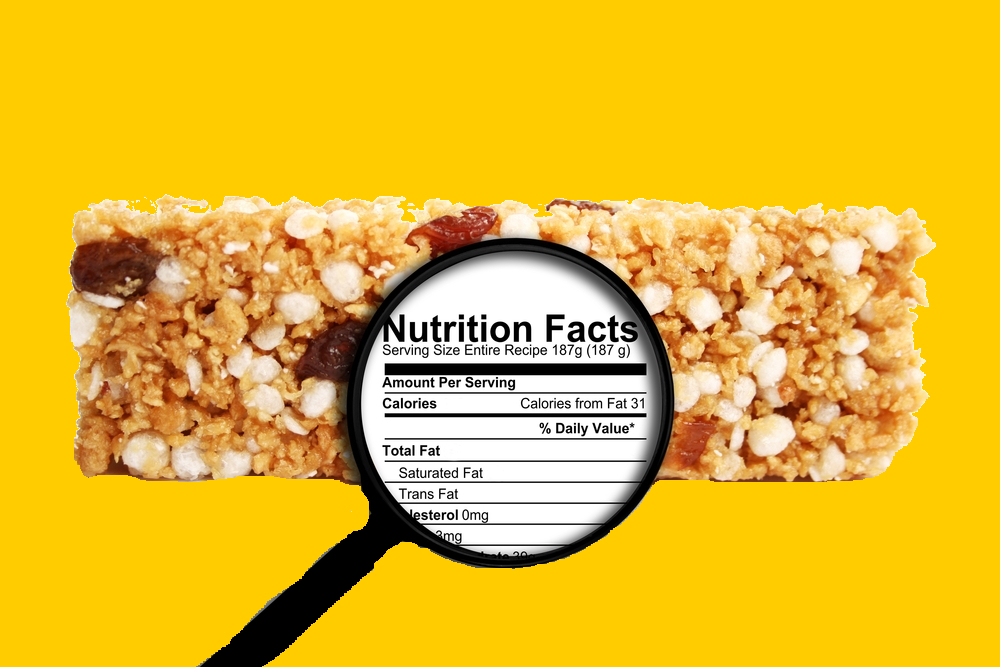 Nutrition Facts
Serving Size Entire Recipe 187g (187 g)
Amount Per Serving
Calories Calories from Fat 31
% Daily Value*
Total Fat
Saturated Fat
Trans Fat
lesterol 0mg
3mg